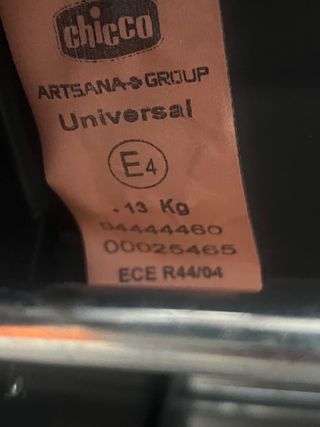 chicco
ARTSANA GROUP
Universal
E4
- 13 Kg
04444460
00025465
ECE R44/04